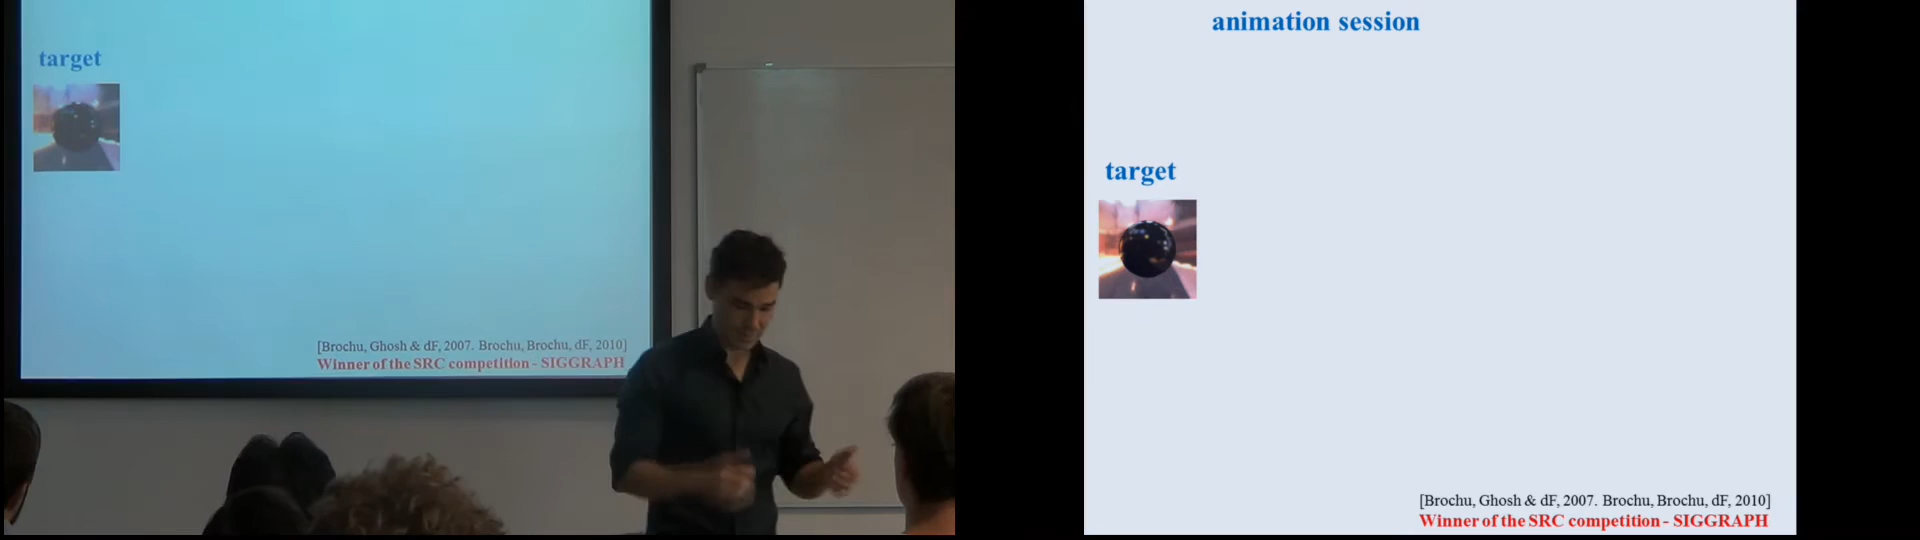 target
[Brochu, Ghosh & dF, 2007. Brochu, Brochu, dF, 2010]
Winner of the SRC competition - SIGGRAPH
animation session
target
[Brochu, Ghosh & dF, 2007. Brochu, Brochu, dF, 2010]
Winner of the SRC competition - SIGGRAPH